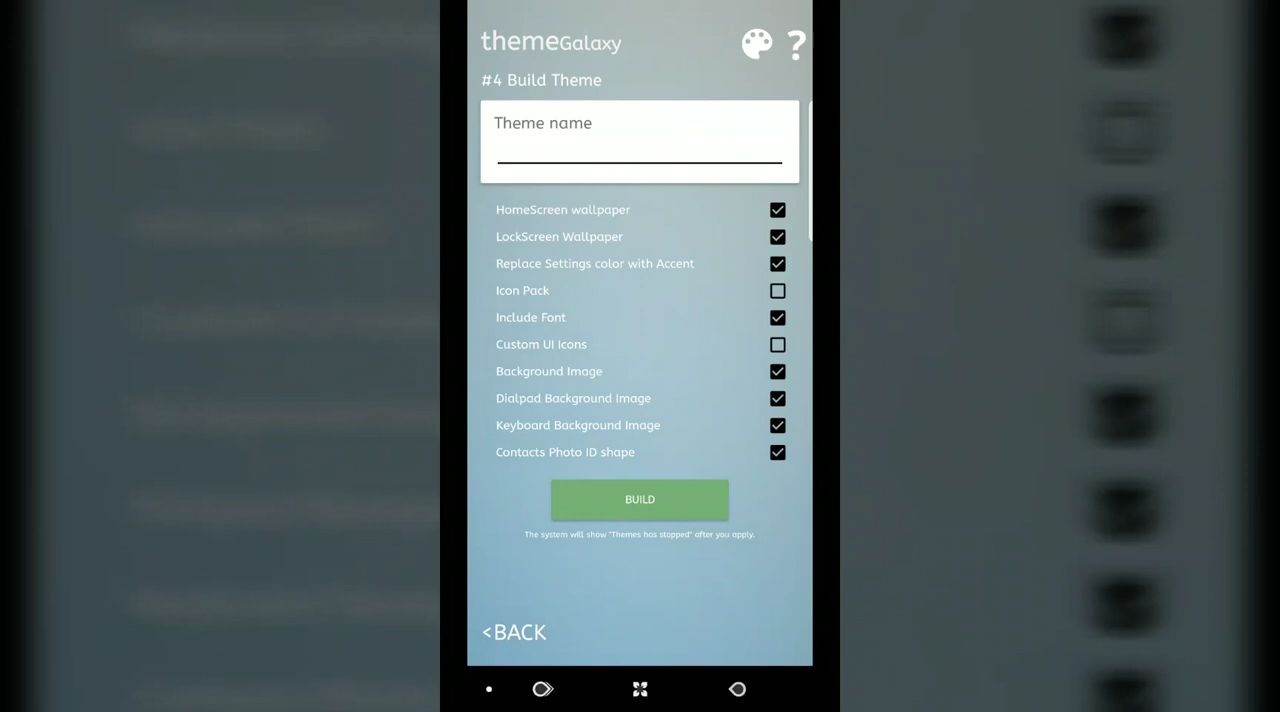 themeGalaxy ?
#4 Build Theme
Theme name
HomeScreen wallpaper
LockScreen Wallpaper
Replace Settings color with Accent
Icon Pack
Include Font
Custom UI Icons
Background Image
Dialpad Background Image
Keyboard Background Image
Contacts Photo ID shape
BUILD
The system will show "Themes has stopped" after you apply.
<BACK